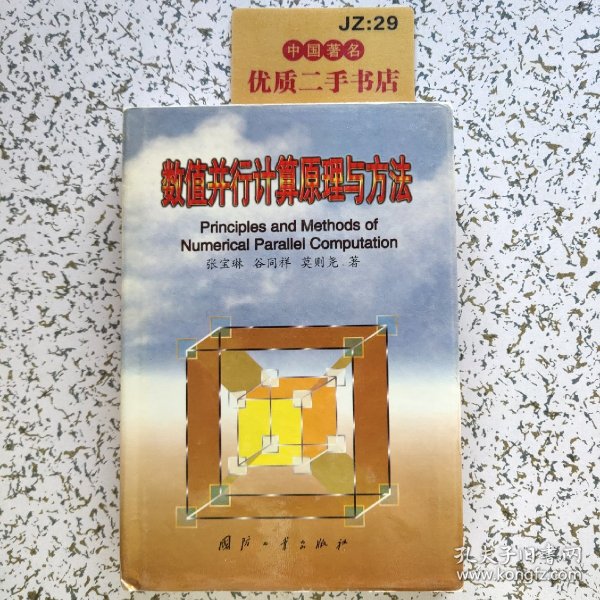 JZ:29
中国著名
优质二手书店
数值并行计算原理与方法
Principles and Methods of
Numerical Parallel Computation
张宝琳 谷同祥 莫则尧 著
国防工业出版社
孔夫子旧书网
www.kongfz.com